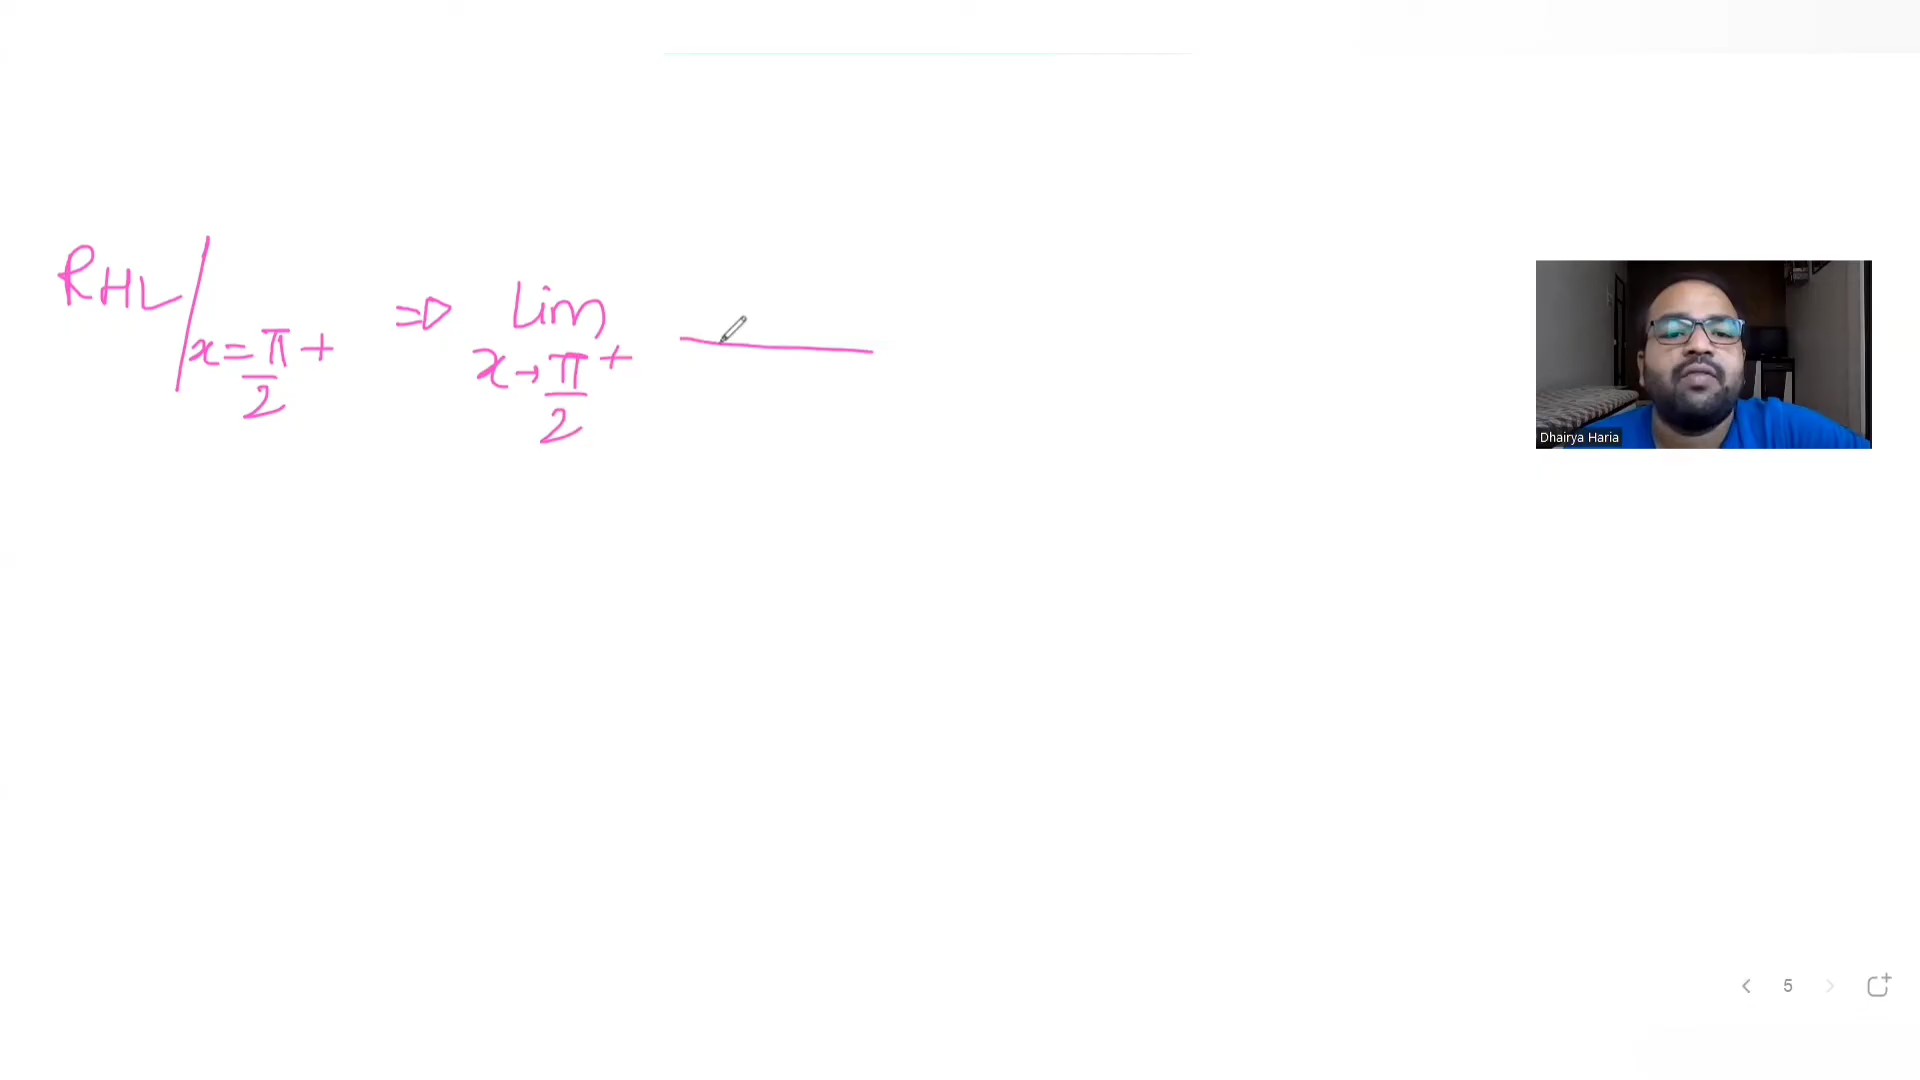 RHL/x=π/2+ ⇒ Lim x→π/2+
Dhairya Haria
5